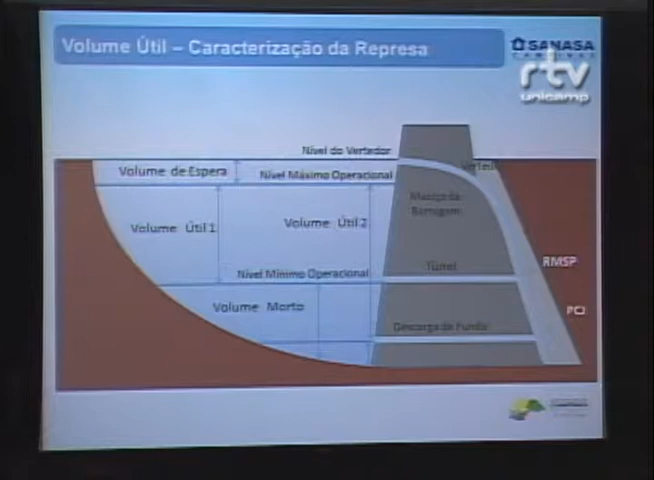 Volume Útil – Caracterização da Represa
SANASA
CAMPINAS
rtv
unicamp
Nível do Vertedor
Volume de Espera
Nível Máximo Operacional
Maciço da
Barragem
Volume Útil 1
Volume Útil 2
RMSP
Nível Mínimo Operacional
Túnel
Volume Morto
PCJ
Descarga de Fundo